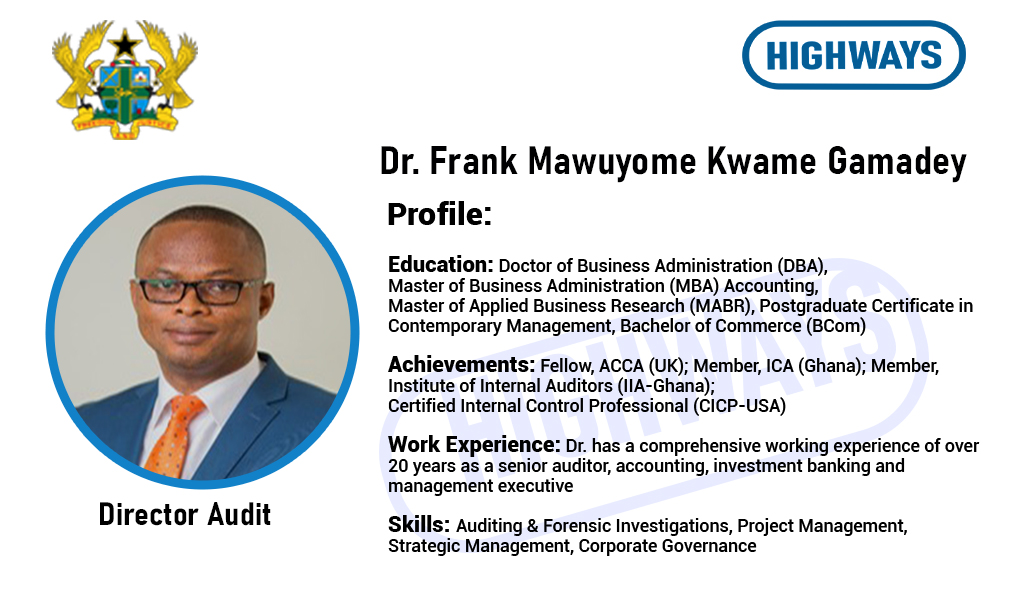 HIGHWAYS
FREEDOM AND JUSTICE
Dr. Frank Mawuyome Kwame Gamadey
Profile:
Education: Doctor of Business Administration (DBA),
Master of Business Administration (MBA) Accounting,
Master of Applied Business Research (MABR), Postgraduate Certificate in
Contemporary Management, Bachelor of Commerce (BCom)
Achievements: Fellow, ACCA (UK); Member, ICA (Ghana); Member,
Institute of Internal Auditors (IIA-Ghana);
Certified Internal Control Professional (CICP-USA)
Work Experience: Dr. has a comprehensive working experience of over
20 years as a senior auditor, accounting, investment banking and
management executive
Skills: Auditing & Forensic Investigations, Project Management,
Strategic Management, Corporate Governance
Director Audit
HIGHWAYS